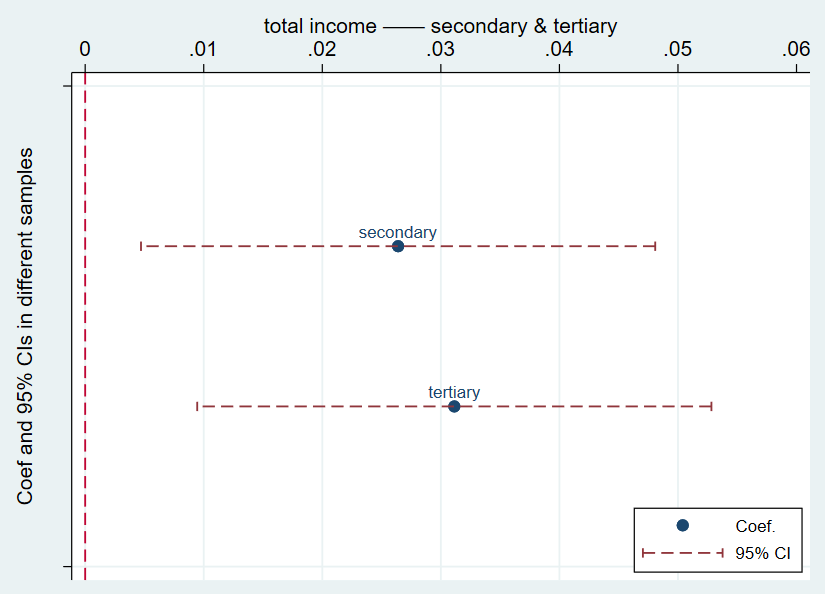 total income —— secondary & tertiary
0 .01 .02 .03 .04 .05 .06
Coef and 95% CIs in different samples
secondary
tertiary
Coef.
95% CI